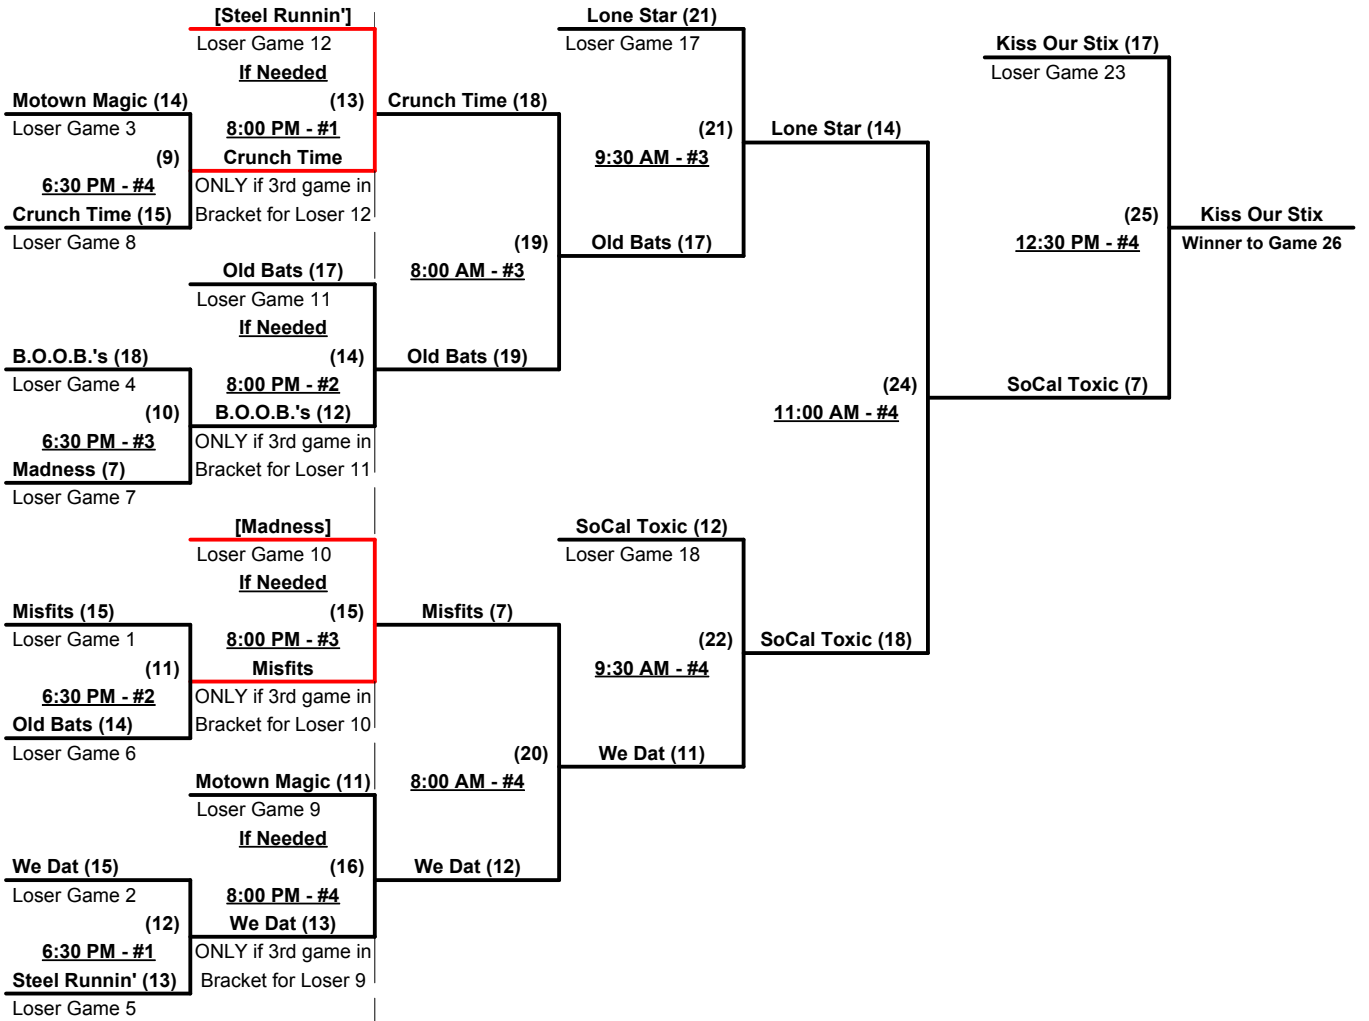 [Steel Runnin']
Loser Game 12
If Needed
Motown Magic (14)
(13)
Loser Game 3
8:00 PM - #1
(9)
Crunch Time
6:30 PM - #4
ONLY if 3rd game in
Crunch Time (15)
Bracket for Loser 12
Loser Game 8
Old Bats (17)
Loser Game 11
If Needed
B.O.O.B.'s (18)
(14)
Loser Game 4
8:00 PM - #2
(10)
B.O.O.B.'s (12)
6:30 PM - #3
ONLY if 3rd game in
Madness (7)
Bracket for Loser 11
Loser Game 7
[Madness]
Loser Game 10
If Needed
Misfits (15)
(15)
Loser Game 1
8:00 PM - #3
(11)
Misfits
6:30 PM - #2
ONLY if 3rd game in
Old Bats (14)
Bracket for Loser 10
Loser Game 6
Motown Magic (11)
Loser Game 9
If Needed
We Dat (15)
(16)
Loser Game 2
8:00 PM - #4
(12)
We Dat (13)
6:30 PM - #1
ONLY if 3rd game in
Steel Runnin' (13)
Bracket for Loser 9
Loser Game 5
Crunch Time (18)
(19)
8:00 AM - #3
Old Bats (19)
Misfits (7)
(20)
8:00 AM - #4
We Dat (12)
Lone Star (21)
Loser Game 17
(21)
9:30 AM - #3
Old Bats (17)
SoCal Toxic (12)
Loser Game 18
(22)
9:30 AM - #4
We Dat (11)
Lone Star (14)
(24)
11:00 AM - #4
SoCal Toxic (18)
Kiss Our Stix (17)
Loser Game 23
(25)
12:30 PM - #4
SoCal Toxic (7)
Kiss Our Stix
Winner to Game 26